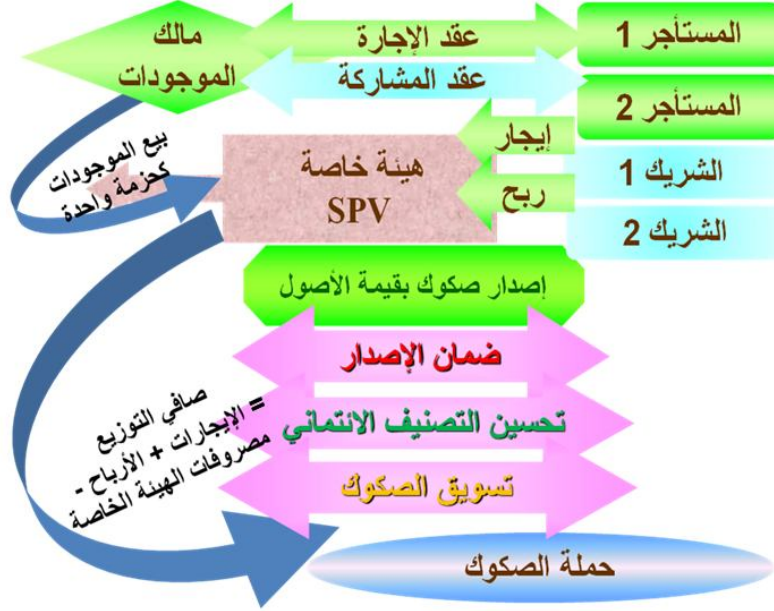 مالك
الموجودات
عقد الإجارة
المستأجر 1
عقد المشاركة
المستأجر 2
إيجار
الشريك 1
ربح
الشريك 2
هيئة خاصة
SPV
بيع الموجودات
كحزمة واحدة
إصدار صكوك بقيمة الأصول
ضمان الإصدار
تحسين التصنيف الائتماني
تسويق الصكوك
صافي التوزيع
= الإيجارات + الأرباح -
مصروفات الهيئة الخاصة
حملة الصكوك